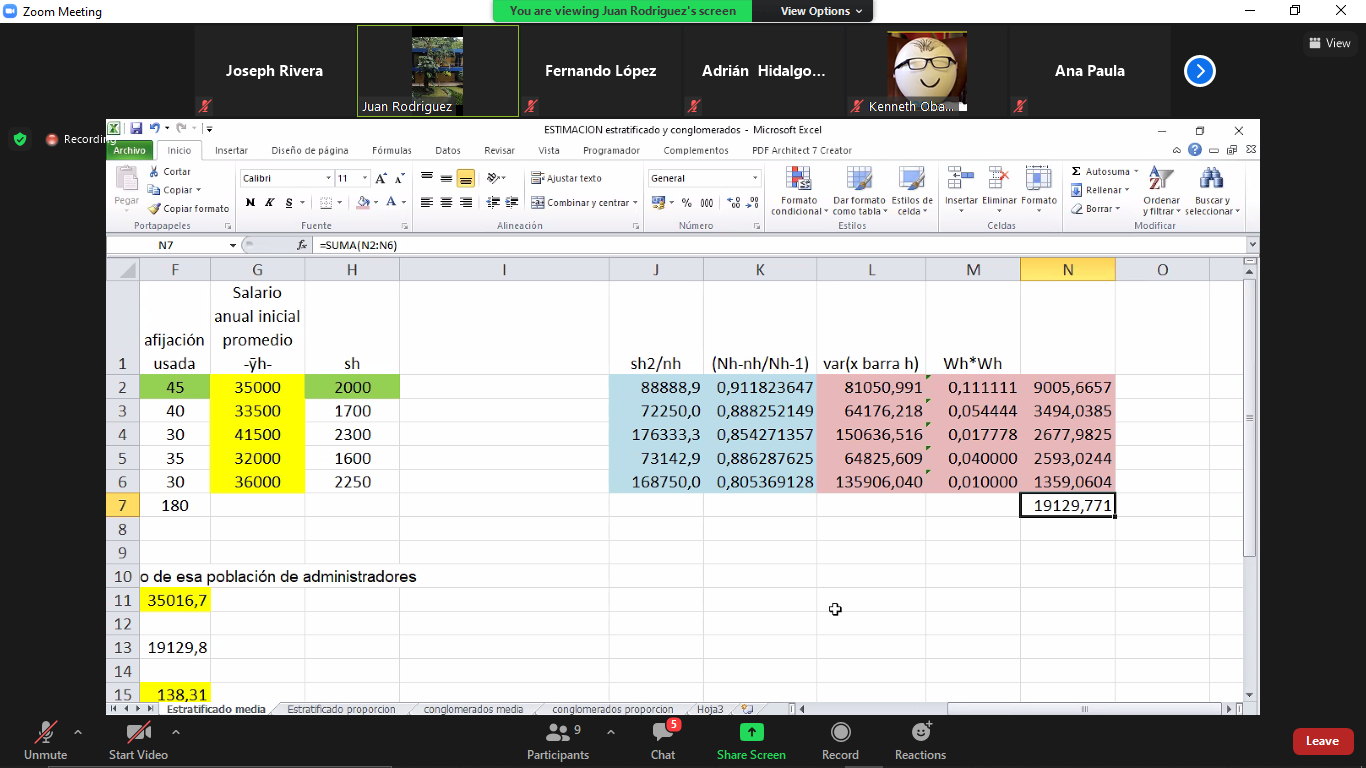 Zoom Meeting
You are viewing Juan Rodriguez's screen
View Options
View
Joseph Rivera
Juan Rodriguez
Fernando López
Adrián Hidalgo...
Kenneth Oba...
Ana Paula
Recording
ESTIMACION estratificado y conglomerados - Microsoft Excel
Archivo Inicio Insertar Diseño de página Fórmulas Datos Revisar Vista Programador Complementos PDF Architect 7 Creator
Pegar
Cortar
Copiar
Copiar formato
Portapapeles
Calibri 11
N K S
Fuente
Ajustar texto
Combinar y centrar
Alineación
General
% 000
Número
Formato condicional
Dar formato como tabla
Estilos de celda
Estilos
Insertar Eliminar Formato
Celdas
Autosuma
Rellenar
Borrar
Ordenar y filtrar
Buscar y seleccionar
Modificar
N7 fx =SUMA(N2:N6)
F G H I J K L M N O
1 afijación usada Salario anual inicial promedio -ȳh- sh sh2/nh (Nh-nh/Nh-1) var(x barra h) Wh*Wh
2 45 35000 2000 88888,9 0,911823647 81050,991 0,111111 9005,6657
3 40 33500 1700 72250,0 0,888252149 64176,218 0,054444 3494,0385
4 30 41500 2300 176333,3 0,854271357 150636,516 0,017778 2677,9825
5 35 32000 1600 73142,9 0,886287625 64825,609 0,040000 2593,0244
6 30 36000 2250 168750,0 0,805369128 135906,040 0,010000 1359,0604
7 180 19129,771
8
9
10 o de esa población de administradores
11 35016,7
12
13 19129,8
14
15 138,31
Estratificado media Estratificado proporcion conglomerados media conglomerados proporcion Hoja3
Unmute
Start Video
Participants 9
Chat 5
Share Screen
Record
Reactions
Leave